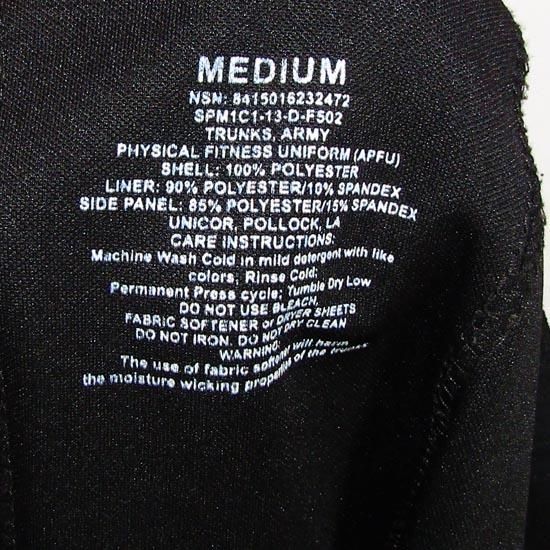 MEDIUM
NSN: 8415016232472
SPM1C1-13-D-F502
TRUNKS, ARMY
PHYSICAL FITNESS UNIFORM (APFU)
SHELL: 100% POLYESTER
LINER: 90% POLYESTER/10% SPANDEX
SIDE PANEL: 85% POLYESTER/15% SPANDEX
UNICOR, POLLOCK, LA
CARE INSTRUCTIONS:
Machine Wash Cold in mild detergent with like
colors, Rinse Cold;
Permanent Press cycle; Tumble Dry Low
DO NOT USE BLEACH,
FABRIC SOFTENER or DRYER SHEETS
DO NOT IRON. DO NOT DRY CLEAN
WARNING:
The use of fabric softener will harm
the moisture wicking properties of the trunks